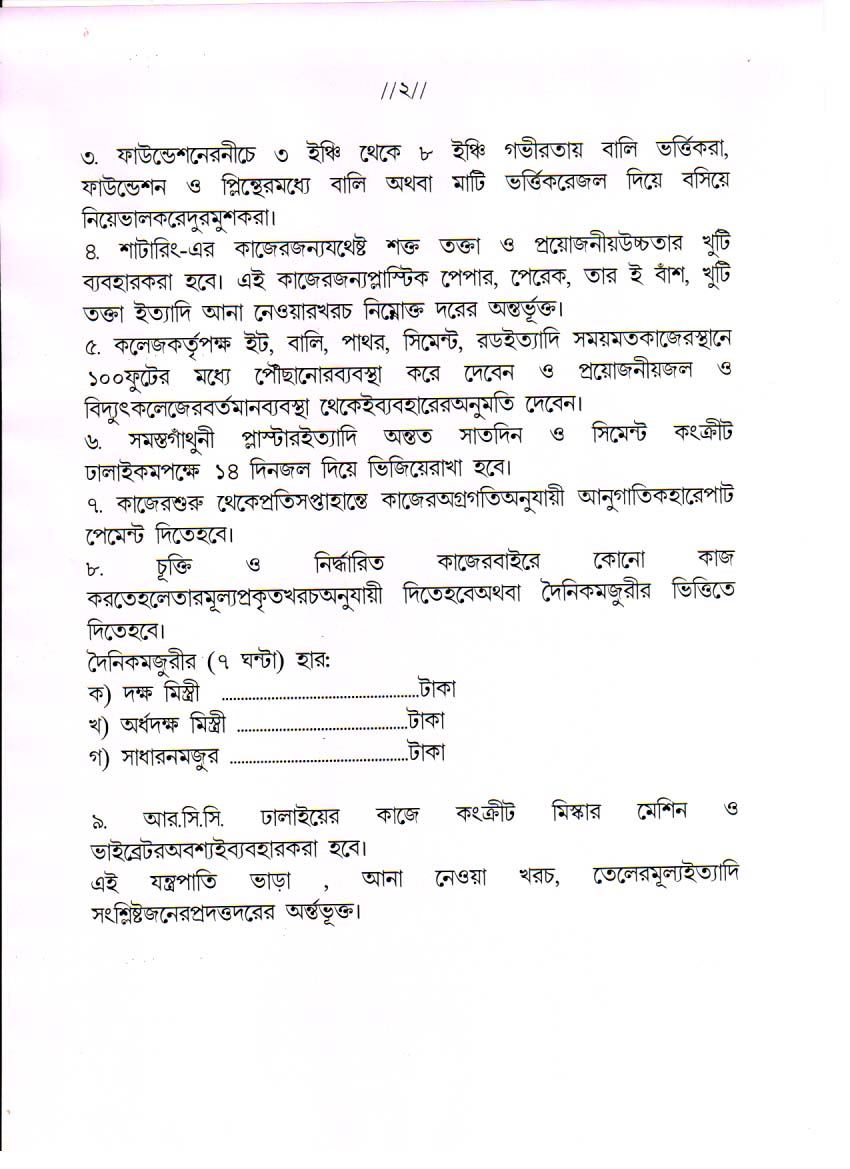 //২//
৩. ফাউন্ডেশনেরনীচে ৩ ইঞ্চি থেকে ৮ ইঞ্চি গভীরতায় বালি ভর্ত্তিকরা,
ফাউন্ডেশন ও প্লিন্থেরমধ্যে বালি অথবা মাটি ভর্ত্তিকরেজল দিয়ে বসিয়ে
নিয়েভালকরেদুরমুশকরা।
৪. শাটারিং-এর কাজেরজন্যযথেষ্ট শক্ত তক্তা ও প্রয়োজনীয়উচ্চতার খুটি
ব্যবহারকরা হবে। এই কাজেরজন্যপ্লাস্টিক পেপার, পেরেক, তার ই বাঁশ, খুটি
তক্তা ইত্যাদি আনা নেওয়ারখরচ নিম্নোক্ত দরের অন্তর্ভূক্ত।
৫. কলেজকর্তৃপক্ষ ইট, বালি, পাথর, সিমেন্ট, রডইত্যাদি সময়মতকাজেরস্থানে
১০০ফুটের মধ্যে পৌঁছানোরব্যবস্থা করে দেবেন ও প্রয়োজনীয়জল ও
বিদ্যুৎকলেজেরবর্তমানব্যবস্থা থেকেইব্যবহারেরঅনুমতি দেবেন।
৬. সমস্তগাঁথুনী প্লাস্টারইত্যাদি অন্তত সাতদিন ও সিমেন্ট কংক্রীট
ঢালাইকমপক্ষে ১৪ দিনজল দিয়ে ভিজিয়েরাখা হবে।
৭. কাজেরশুরু থেকেপ্রতিসপ্তাহান্তে কাজেরঅগ্রগতিঅনুযায়ী আনুগাতিকহারেপার্ট
পেমেন্ট দিতেহবে।
৮. চূক্তি ও নির্দ্ধারিত কাজেরবাইরে কোনো কাজ
করতেহলেতারমূল্যপ্রকৃতখরচঅনুযায়ী দিতেহবেঅথবা দৈনিকমজুরীর ভিত্তিতে
দিতেহবে।
দৈনিকমজুরীর (৭ ঘন্টা) হার:
ক) দক্ষ মিস্ত্রী ..................................................টাকা
খ) অর্ধদক্ষ মিস্ত্রী ...........................................টাকা
গ) সাধারনমজুর .............................................টাকা
৯. আর.সি.সি. ঢালাইয়ের কাজে কংক্রীট মিস্কার মেশিন ও
ভাইব্রেটরঅবশ্যইব্যবহারকরা হবে।
এই যন্ত্রপাতি ভাড়া , আনা নেওয়া খরচ, তেলেরমূল্যইত্যাদি
সংশ্লিষ্টজনেরপ্রদত্তদরের অর্ন্তভূক্ত।